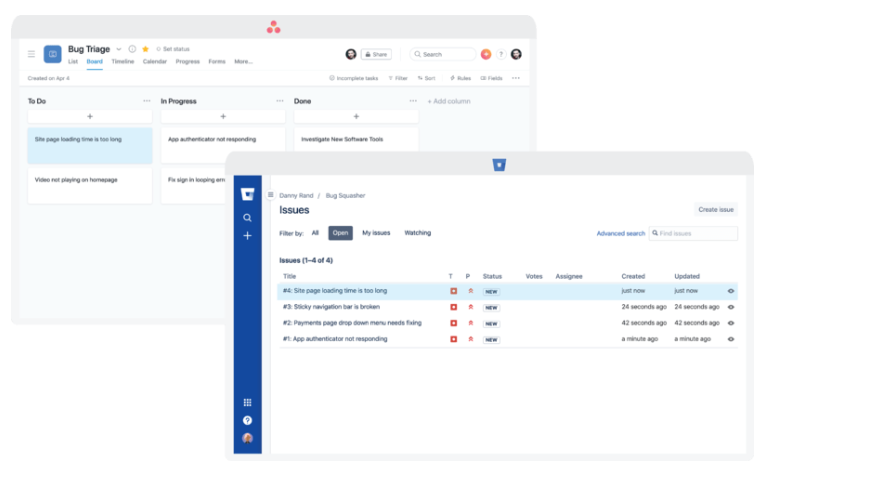 Bug Triage
Set status
Share
Search
?
List Board Timeline Calendar Progress Forms More...
Created on Apr 4
Incomplete tasks Filter Sort Rules Fields
To Do
In Progress
Done
+ Add column
Site page loading time is too long
App authenticator not responding
Investigate New Software Tools
Video not playing on homepage
Fix sign in looping err
Danny Rand / Bug Squasher
Issues
Create issue
Filter by: All Open My issues Watching
Advanced search
Find issues
Issues (1–4 of 4)
Title T P Status Votes Assignee Created Updated
#4: Site page loading time is too long NEW just now just now
#3: Sticky navigation bar is broken NEW 24 seconds ago 24 seconds ago
#2: Payments page drop down menu needs fixing NEW 42 seconds ago 42 seconds ago
#1: App authenticator not responding NEW a minute ago a minute ago
?